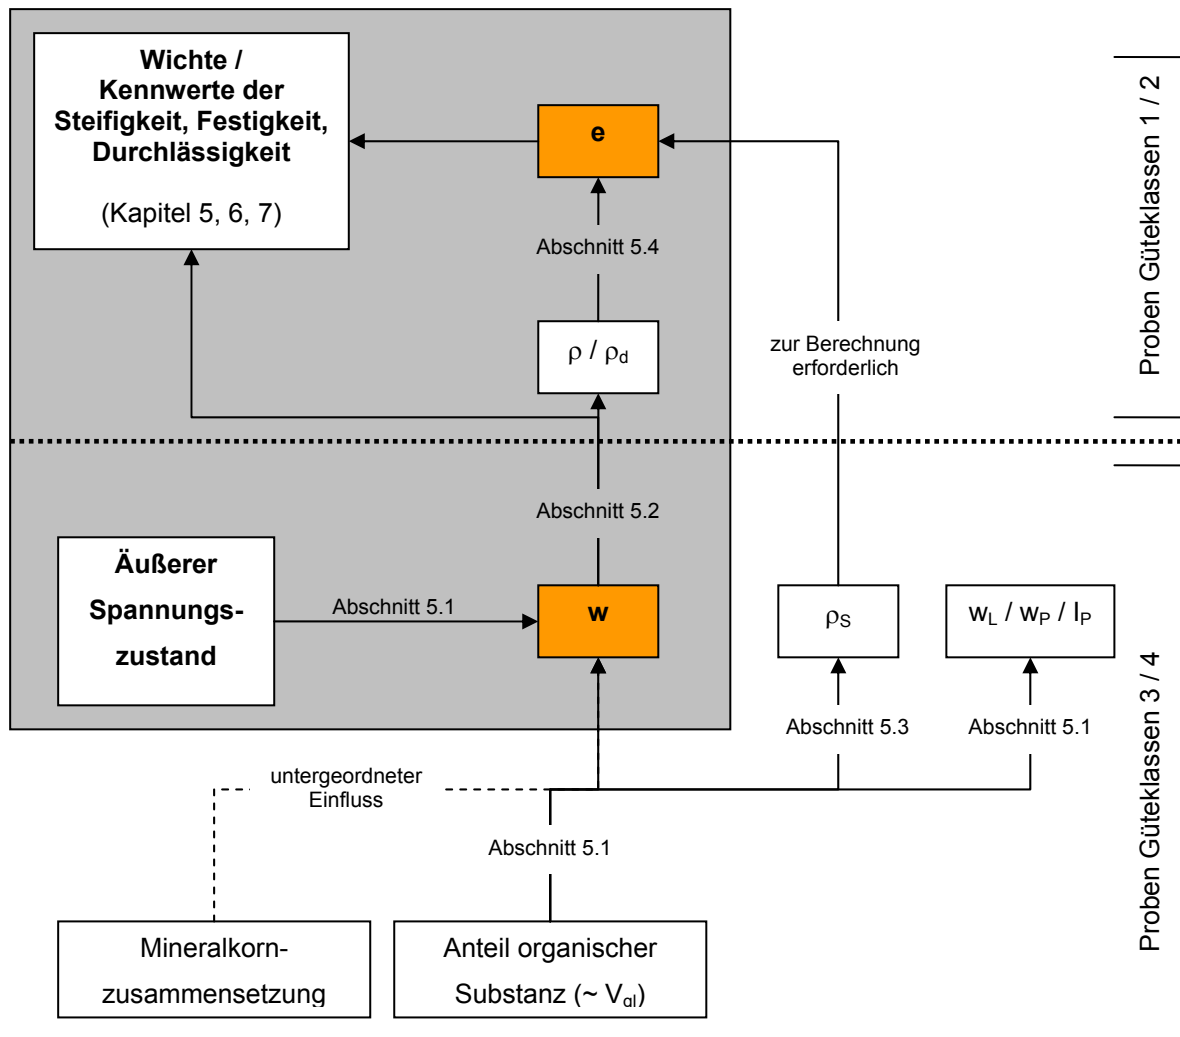 Wichte /
Kennwerte der
Steifigkeit, Festigkeit,
Durchlässigkeit
(Kapitel 5, 6, 7)
e
Abschnitt 5.4
ρ / ρd
zur Berechnung
erforderlich
Proben Güteklassen 1 / 2
Abschnitt 5.2
Äußerer
Spannungs-
zustand
Abschnitt 5.1
w
ρS
wL / wP / IP
Abschnitt 5.3
Abschnitt 5.1
Proben Güteklassen 3 / 4
untergeordneter
Einfluss
Abschnitt 5.1
Mineralkorn-
zusammensetzung
Anteil organischer
Substanz (~ Vgl)